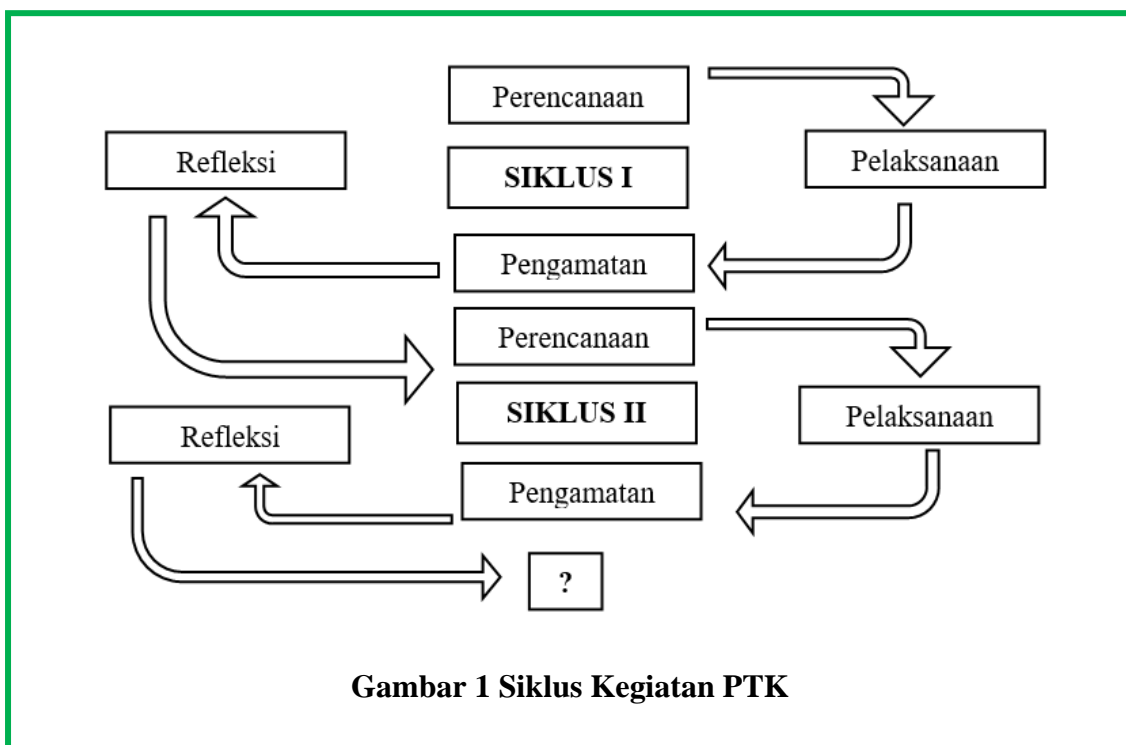 Perencanaan
Refleksi
SIKLUS I
Pelaksanaan
Pengamatan
Perencanaan
Refleksi
SIKLUS II
Pelaksanaan
Pengamatan
?
Gambar 1 Siklus Kegiatan PTK